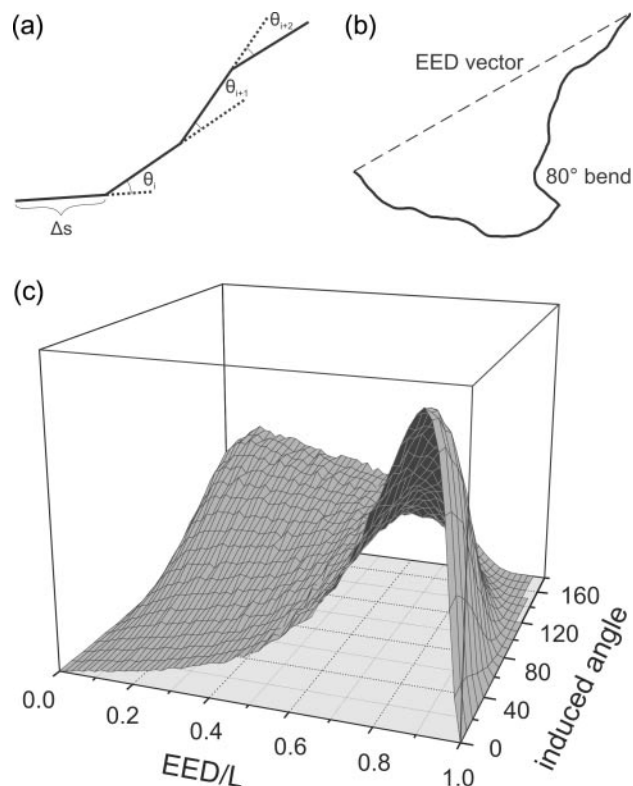 (a)
θi+2
θi+1
θi
Δs
(b)
EED vector
80° bend
(c)
0.0
0.2
0.4
0.6
0.8
1.0
EED/L
0
40
80
120
160
induced angle